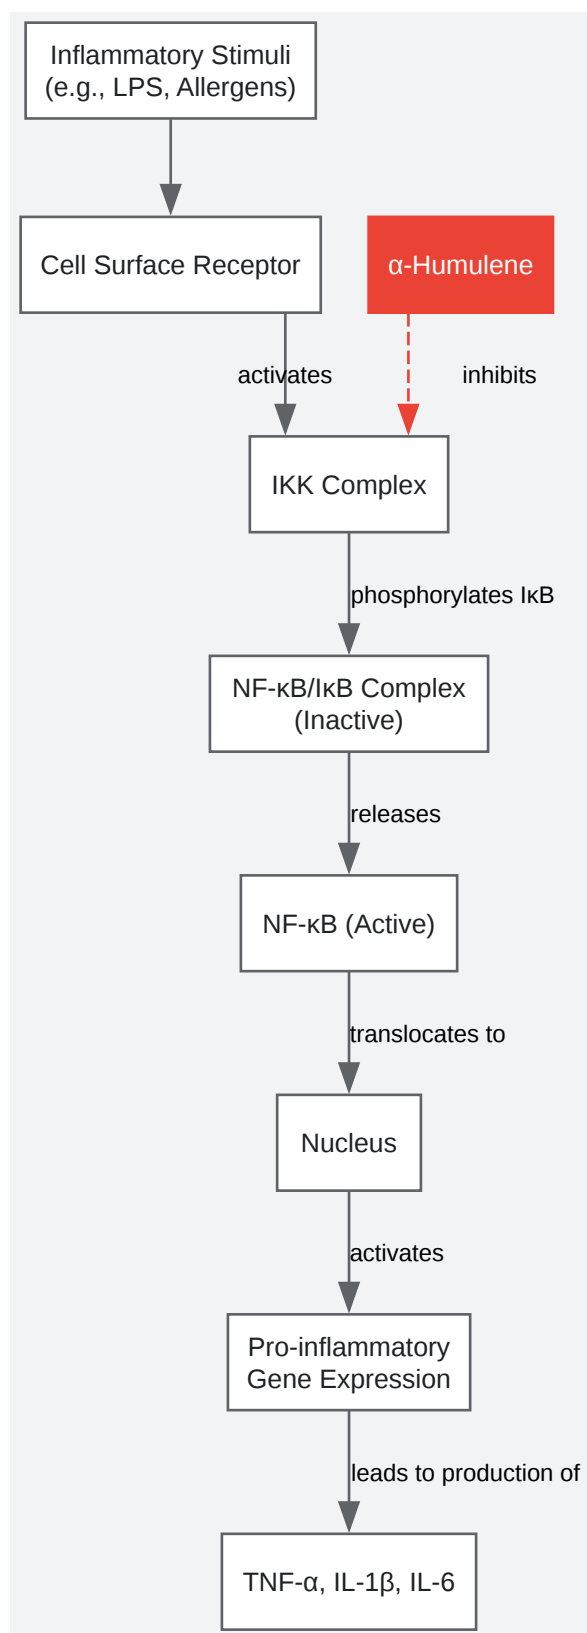 Inflammatory Stimuli
(e.g., LPS, Allergens)
Cell Surface Receptor
α-Humulene
activates
inhibits
IKK Complex
phosphorylates IκB
NF-κB/IκB Complex
(Inactive)
releases
NF-κB (Active)
translocates to
Nucleus
activates
Pro-inflammatory
Gene Expression
leads to production of
TNF-α, IL-1β, IL-6